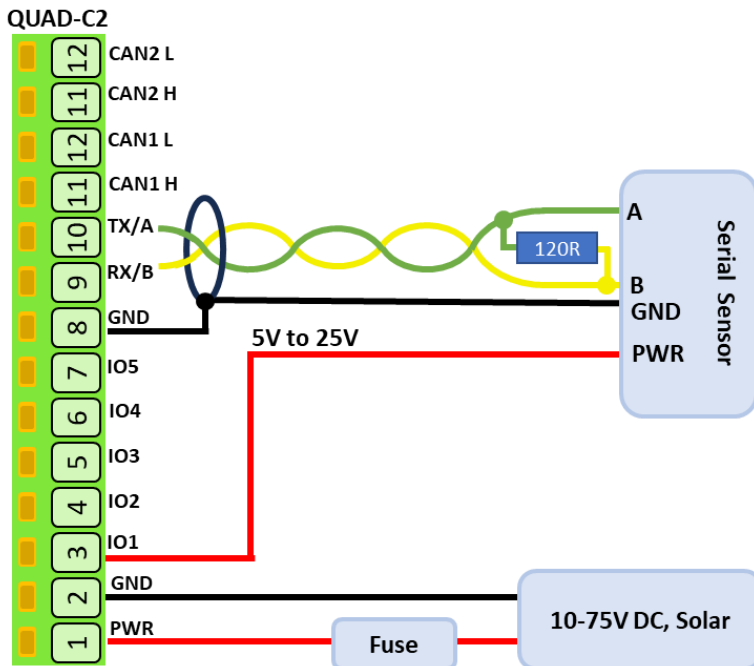 QUAD-C2
12 CAN2 L
11 CAN2 H
12 CAN1 L
11 CAN1 H
10 TX/A
9 RX/B
8 GND
7 IO5
6 IO4
5 IO3
4 IO2
3 IO1
2 GND
1 PWR
5V to 25V
120R
A
B
GND
PWR
Serial Sensor
Fuse
10-75V DC, Solar